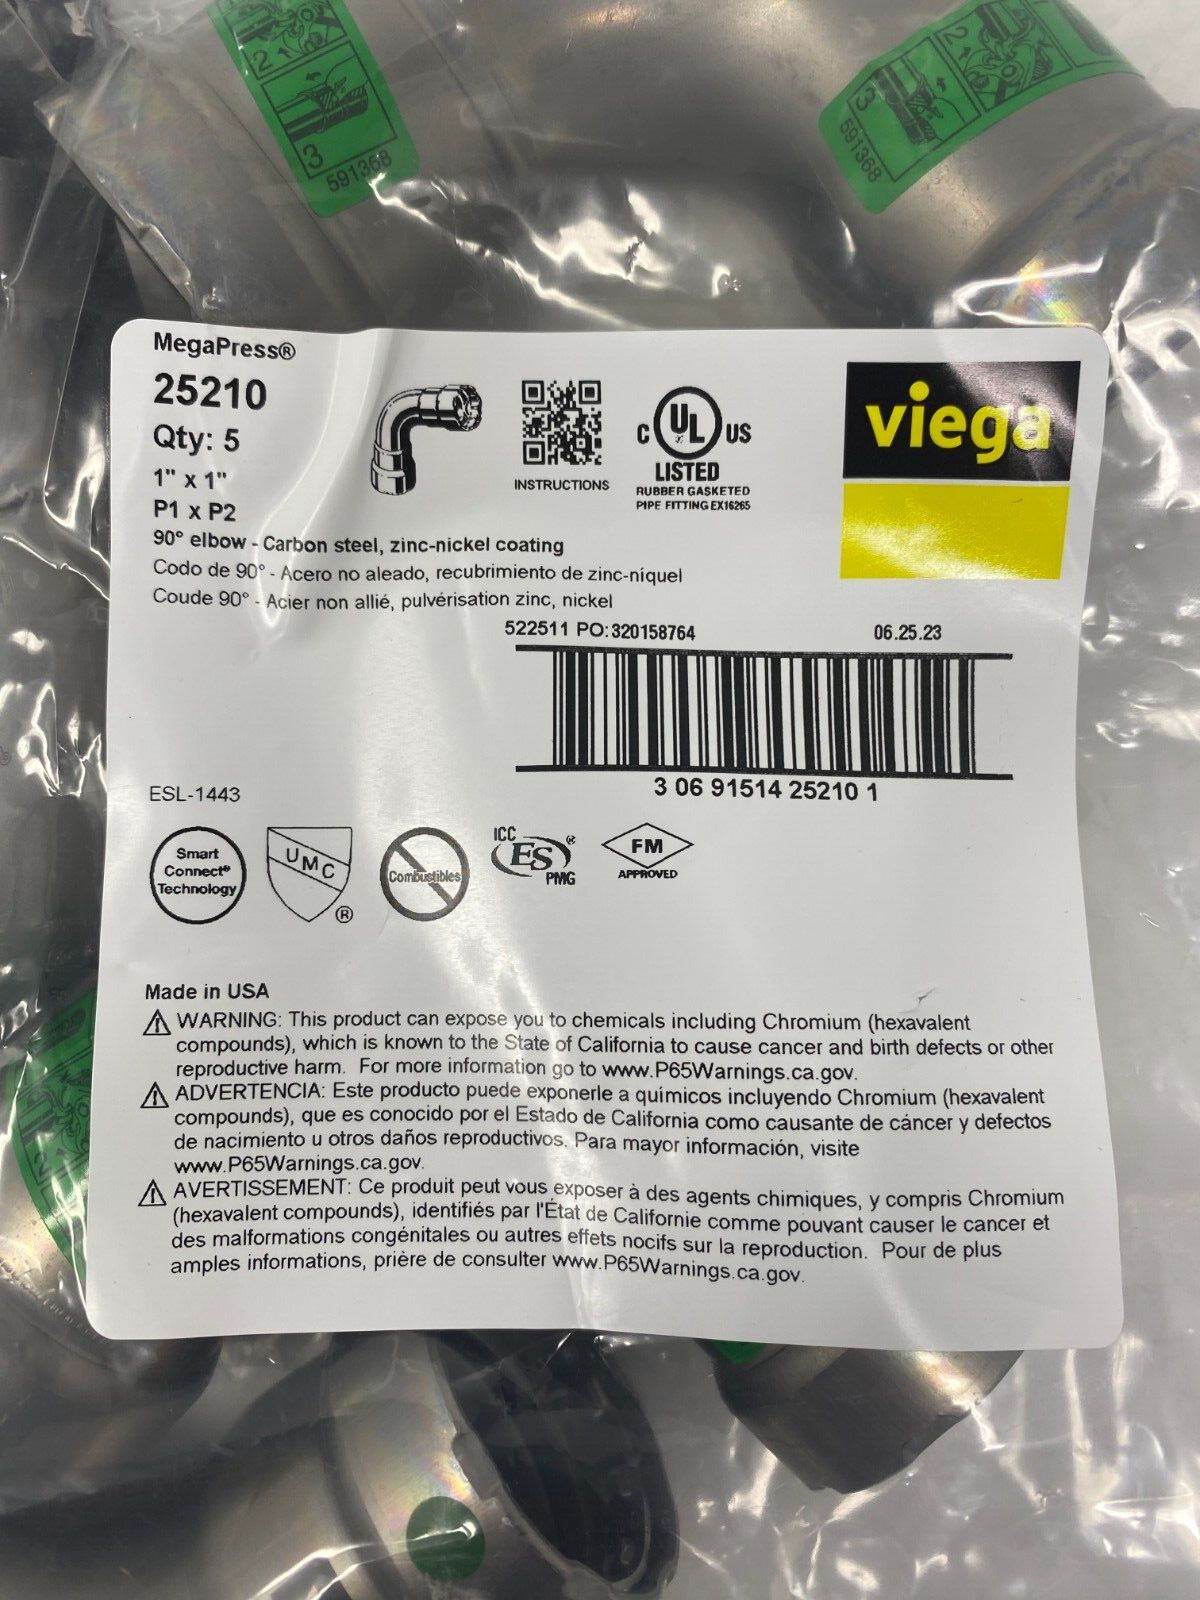 2
3
591368
2
3
591368
MegaPress®
25210
Qty: 5
1" x 1"
P1 x P2
INSTRUCTIONS
C UL US
LISTED
RUBBER GASKETED
PIPE FITTING EX16265
viega
90° elbow - Carbon steel, zinc-nickel coating
Codo de 90° - Acero no aleado, recubrimiento de zinc-níquel
Coude 90° - Acier non allié, pulvérisation zinc, nickel
522511 PO:320158764 06.25.23
3 06 91514 25210 1
ESL-1443
Smart
Connect®
Technology
UMC
®
Combustibles
ICC
ES®
PMG
FM
APPROVED
Made in USA
⚠ WARNING: This product can expose you to chemicals including Chromium (hexavalent
compounds), which is known to the State of California to cause cancer and birth defects or other
reproductive harm. For more information go to www.P65Warnings.ca.gov.
⚠ ADVERTENCIA: Este producto puede exponerle a químicos incluyendo Chromium (hexavalent
compounds), que es conocido por el Estado de California como causante de cáncer y defectos
de nacimiento u otros daños reproductivos. Para mayor información, visite
www.P65Warnings.ca.gov.
⚠ AVERTISSEMENT: Ce produit peut vous exposer à des agents chimiques, y compris Chromium
(hexavalent compounds), identifiés par l'État de Californie comme pouvant causer le cancer et
des malformations congénitales ou autres effets nocifs sur la reproduction. Pour de plus
amples informations, prière de consulter www.P65Warnings.ca.gov.
2